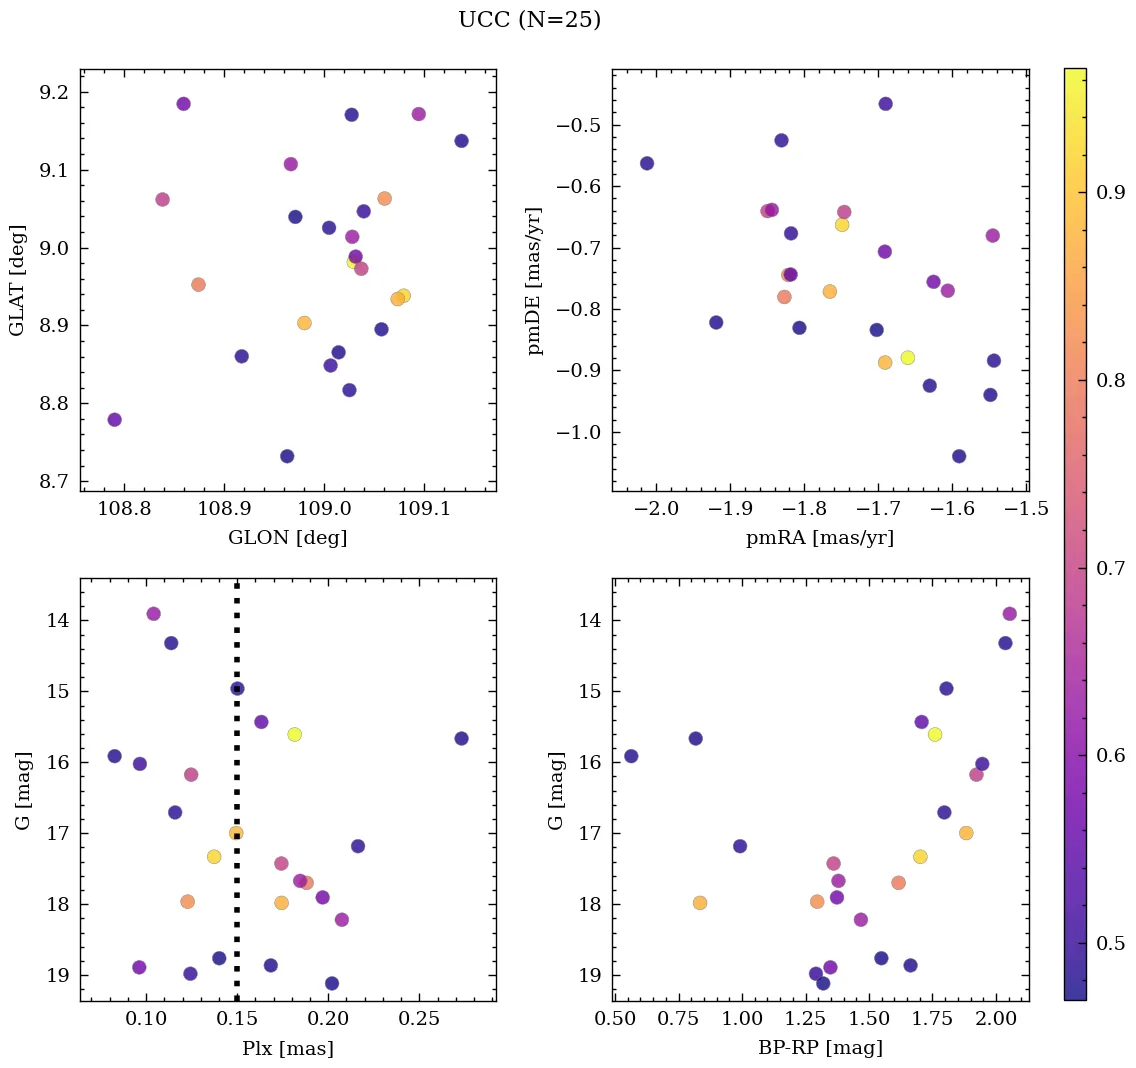 UCC (N=25)
9.2
9.1
9.0
8.9
8.8
8.7
GLAT [deg]
108.8 108.9 109.0 109.1
GLON [deg]
−0.5
−0.6
−0.7
−0.8
−0.9
−1.0
pmDE [mas/yr]
−2.0 −1.9 −1.8 −1.7 −1.6 −1.5
pmRA [mas/yr]
14
15
16
17
18
19
G [mag]
0.10 0.15 0.20 0.25
Plx [mas]
14
15
16
17
18
19
G [mag]
0.50 0.75 1.00 1.25 1.50 1.75 2.00
BP-RP [mag]
0.9
0.8
0.7
0.6
0.5